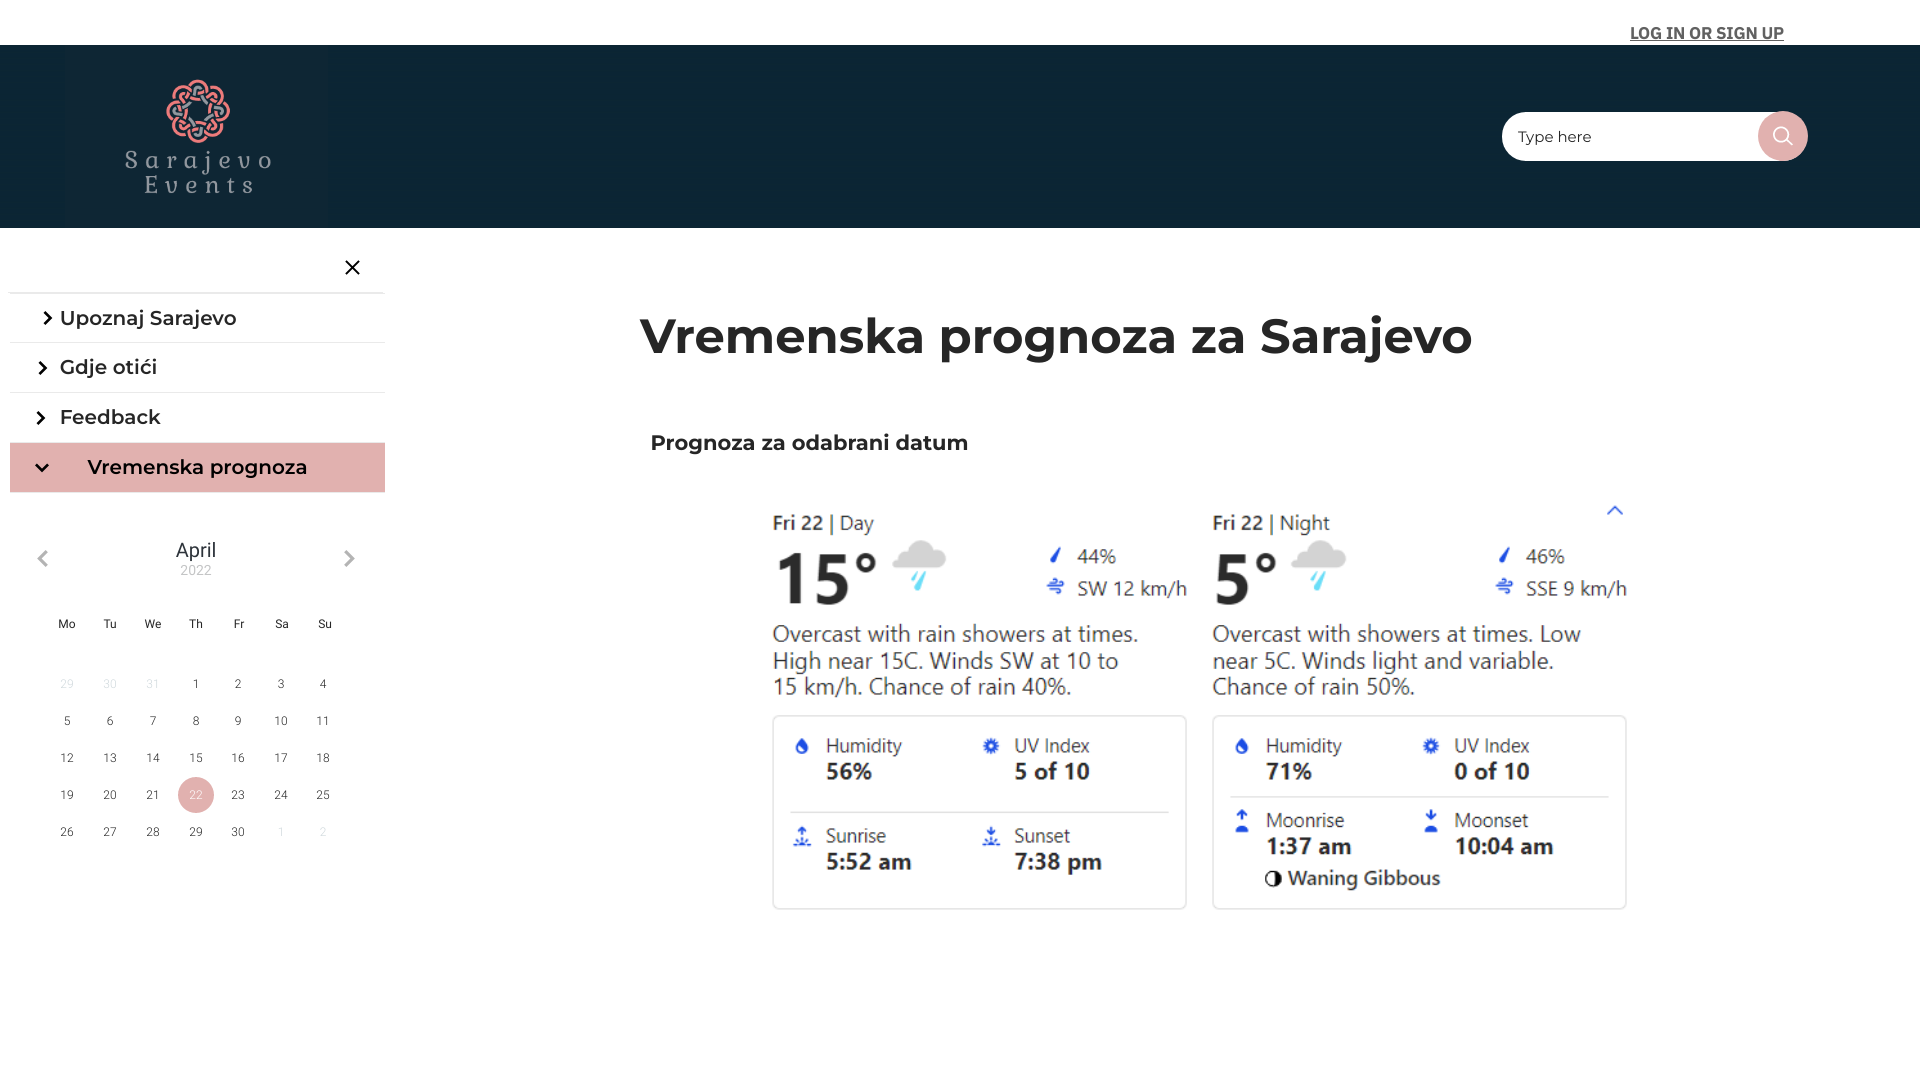 LOG IN OR SIGN UP
Sarajevo
Events
Type here
Upoznaj Sarajevo
Gdje otići
Feedback
Vremenska prognoza
April
2022
Mo Tu We Th Fr Sa Su
29 30 31 1 2 3 4
5 6 7 8 9 10 11
12 13 14 15 16 17 18
19 20 21 22 23 24 25
26 27 28 29 30 1 2
Vremenska prognoza za Sarajevo
Prognoza za odabrani datum
Fri 22 | Day
15°
44%
SW 12 km/h
Overcast with rain showers at times.
High near 15C. Winds SW at 10 to
15 km/h. Chance of rain 40%.
Humidity UV Index
56% 5 of 10
Sunrise Sunset
5:52 am 7:38 pm
Fri 22 | Night
5°
46%
SSE 9 km/h
Overcast with showers at times. Low
near 5C. Winds light and variable.
Chance of rain 50%.
Humidity UV Index
71% 0 of 10
Moonrise Moonset
1:37 am 10:04 am
Waning Gibbous